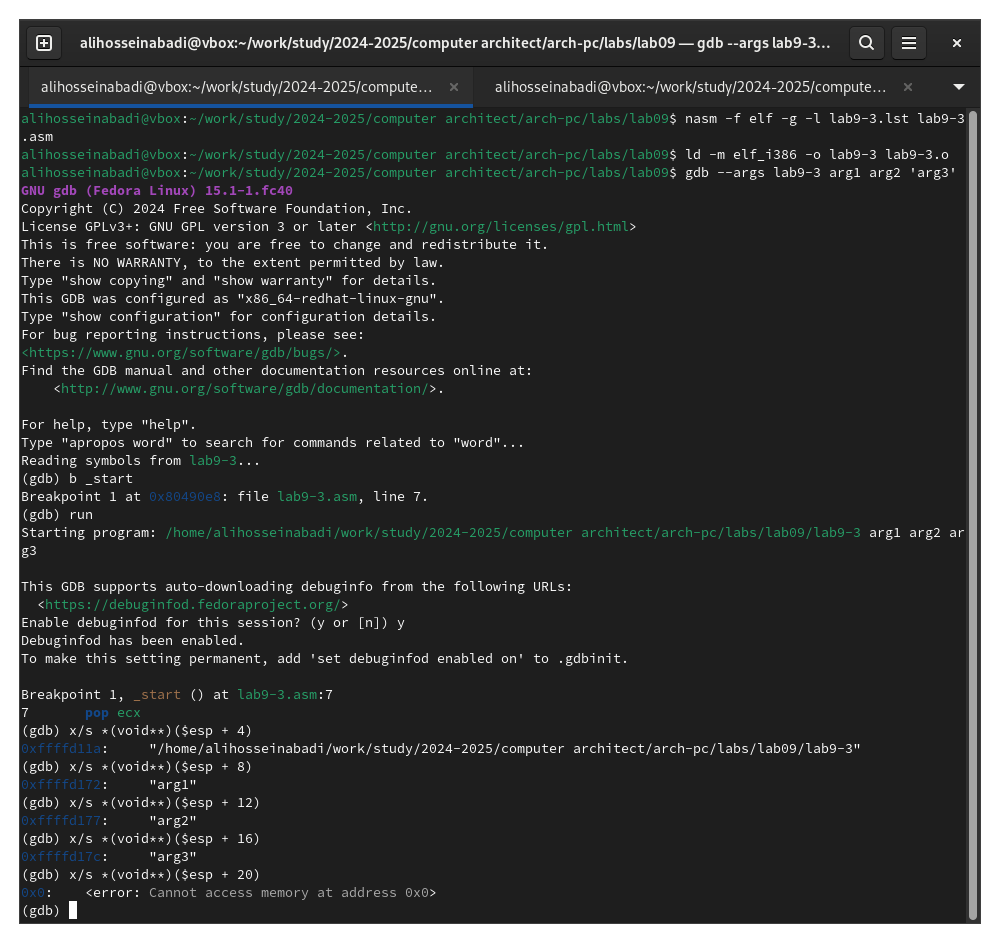 alihosseinabadi@vbox:~/work/study/2024-2025/computer architect/arch-pc/labs/lab09 — gdb --args lab9-3...
alihosseinabadi@vbox:~/work/study/2024-2025/compute...
alihosseinabadi@vbox:~/work/study/2024-2025/compute...
alihosseinabadi@vbox:~/work/study/2024-2025/computer architect/arch-pc/labs/lab09$ nasm -f elf -g -l lab9-3.lst lab9-3
.asm
alihosseinabadi@vbox:~/work/study/2024-2025/computer architect/arch-pc/labs/lab09$ ld -m elf_i386 -o lab9-3 lab9-3.o
alihosseinabadi@vbox:~/work/study/2024-2025/computer architect/arch-pc/labs/lab09$ gdb --args lab9-3 arg1 arg2 'arg3'
GNU gdb (Fedora Linux) 15.1-1.fc40
Copyright (C) 2024 Free Software Foundation, Inc.
License GPLv3+: GNU GPL version 3 or later <http://gnu.org/licenses/gpl.html>
This is free software: you are free to change and redistribute it.
There is NO WARRANTY, to the extent permitted by law.
Type "show copying" and "show warranty" for details.
This GDB was configured as "x86_64-redhat-linux-gnu".
Type "show configuration" for configuration details.
For bug reporting instructions, please see:
<https://www.gnu.org/software/gdb/bugs/>.
Find the GDB manual and other documentation resources online at:
    <http://www.gnu.org/software/gdb/documentation/>.

For help, type "help".
Type "apropos word" to search for commands related to "word"...
Reading symbols from lab9-3...
(gdb) b _start
Breakpoint 1 at 0x80490e8: file lab9-3.asm, line 7.
(gdb) run
Starting program: /home/alihosseinabadi/work/study/2024-2025/computer architect/arch-pc/labs/lab09/lab9-3 arg1 arg2 ar
g3

This GDB supports auto-downloading debuginfo from the following URLs:
  <https://debuginfod.fedoraproject.org/>
Enable debuginfod for this session? (y or [n]) y
Debuginfod has been enabled.
To make this setting permanent, add 'set debuginfod enabled on' to .gdbinit.

Breakpoint 1, _start () at lab9-3.asm:7
7       pop ecx
(gdb) x/s *(void**)($esp + 4)
0xffffd11a:     "/home/alihosseinabadi/work/study/2024-2025/computer architect/arch-pc/labs/lab09/lab9-3"
(gdb) x/s *(void**)($esp + 8)
0xffffd172:     "arg1"
(gdb) x/s *(void**)($esp + 12)
0xffffd177:     "arg2"
(gdb) x/s *(void**)($esp + 16)
0xffffd17c:     "arg3"
(gdb) x/s *(void**)($esp + 20)
0x0:    <error: Cannot access memory at address 0x0>
(gdb)